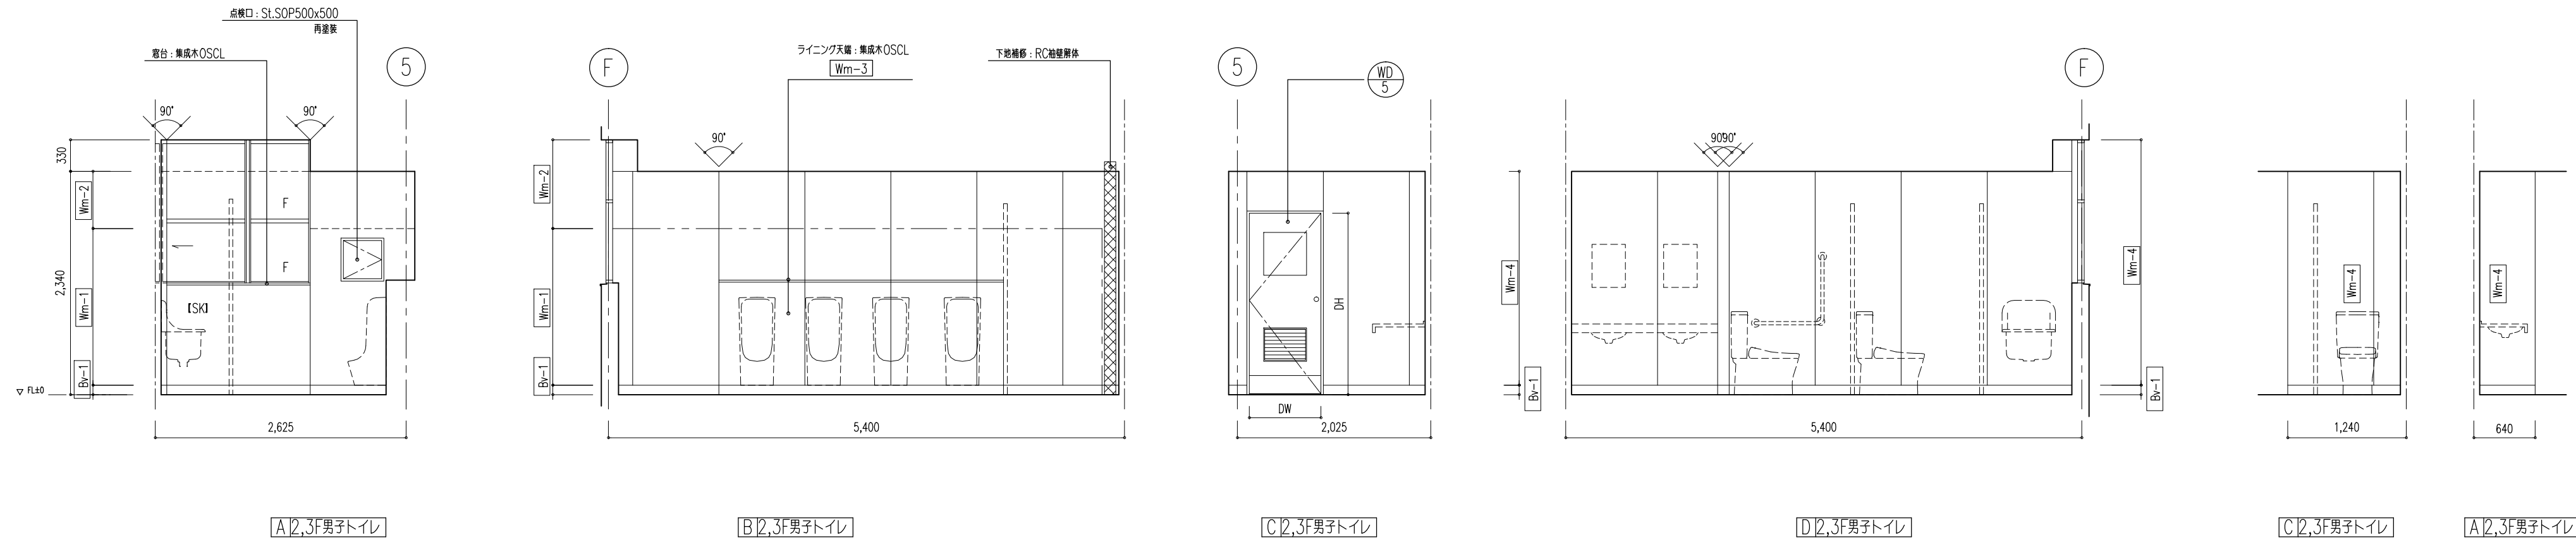 点検口：St.SOP500x500
再塗装
窓台：集成木OSCL
5
90°
90°
330
2,340
Wm-2
Wm-1
Bv-1
F
F
【SK】
▽ FL±0
2,625
A 2,3F男子トイレ
F
ライニング天端：集成木OSCL
Wm-3
下地補修：RC袖壁解体
90°
Wm-2
Wm-1
Bv-1
5,400
B 2,3F男子トイレ
5
WD
5
DH
DW
2,025
C 2,3F男子トイレ
F
90°90°
Wm-4
Bv-1
Wm-4
Bv-1
5,400
D 2,3F男子トイレ
Wm-4
1,240
C 2,3F男子トイレ
Wm-4
640
A 2,3F男子トイレ